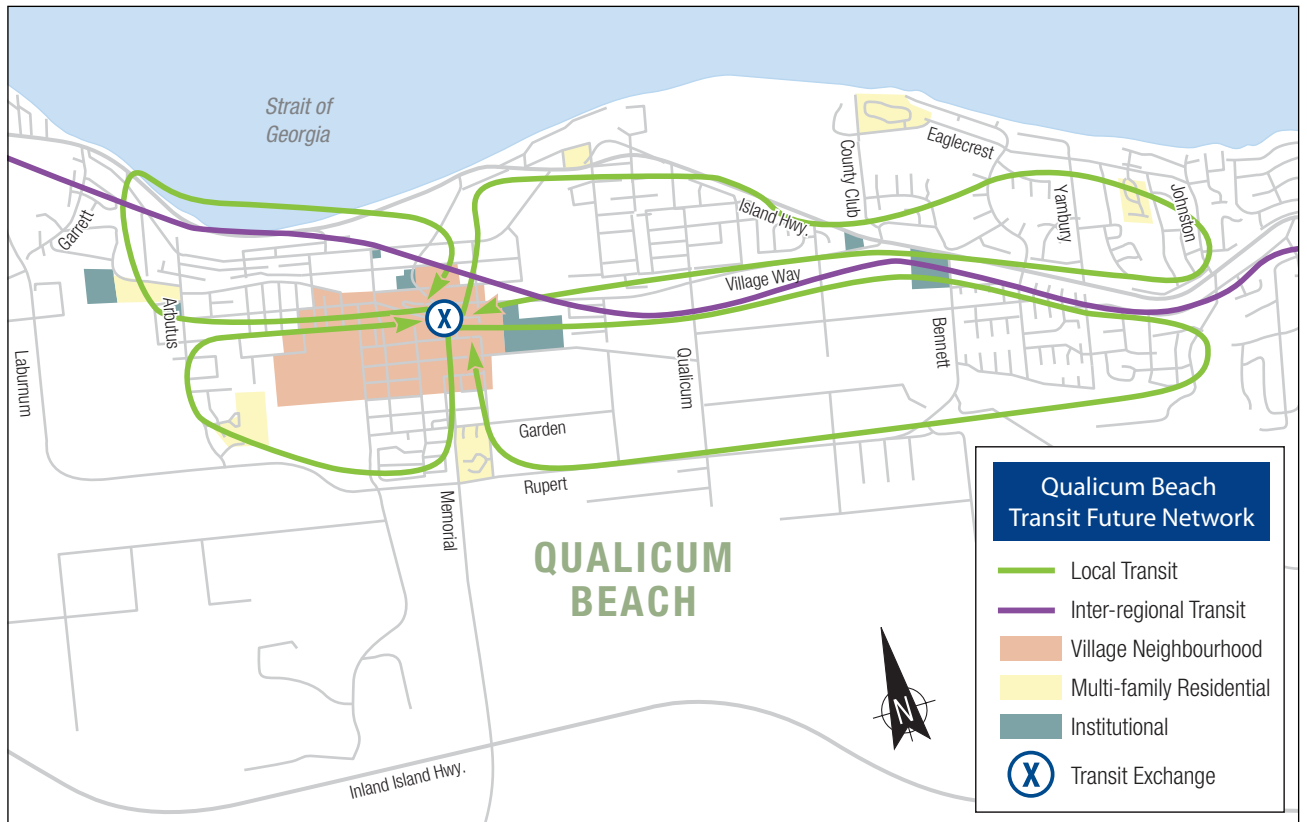 Strait of
Georgia
Garrett
Arbutus
Laburnum
Island Hwy.
County Club
Eaglecrest
Yambury
Johnston
Village Way
Qualicum
Bennett
Garden
Rupert
Memorial
QUALICUM
BEACH
Inland Island Hwy.
X
N
Qualicum Beach
Transit Future Network
Local Transit
Inter-regional Transit
Village Neighbourhood
Multi-family Residential
Institutional
X
Transit Exchange